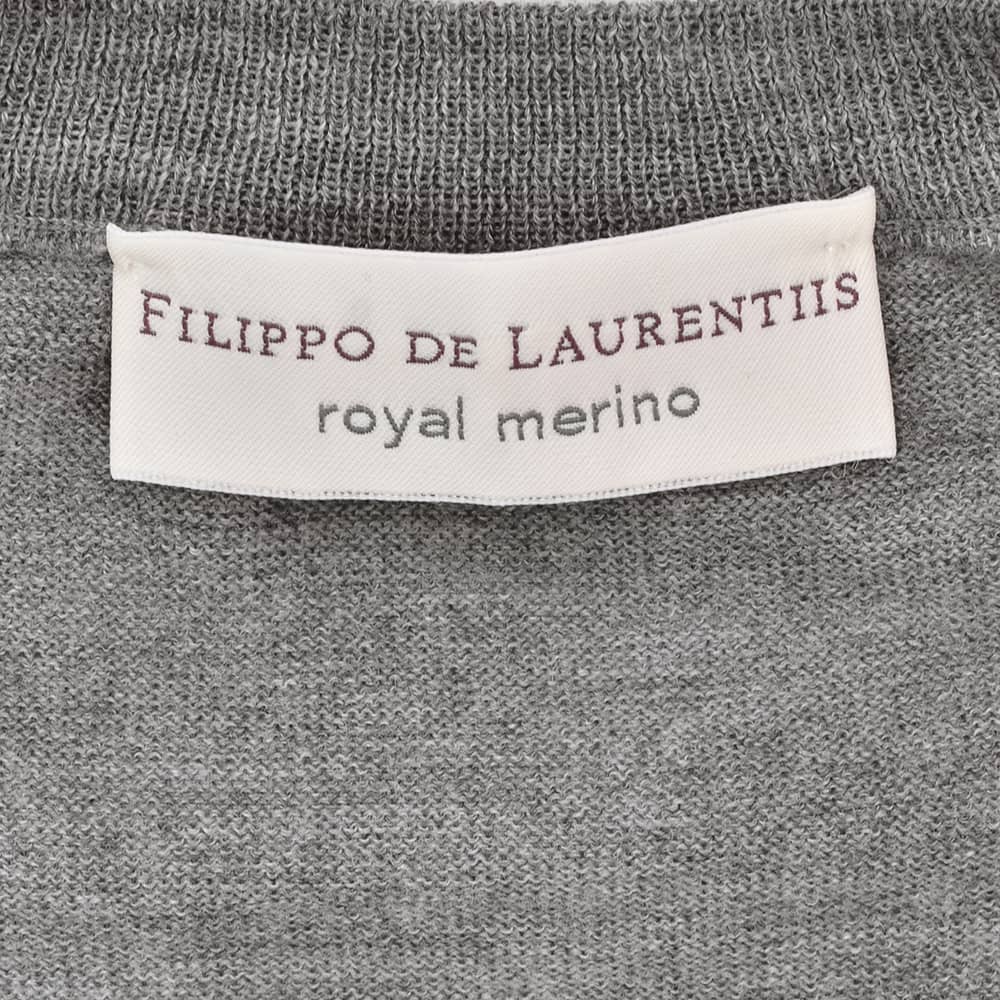 FILIPPO DE LAURENTIIS
royal merino